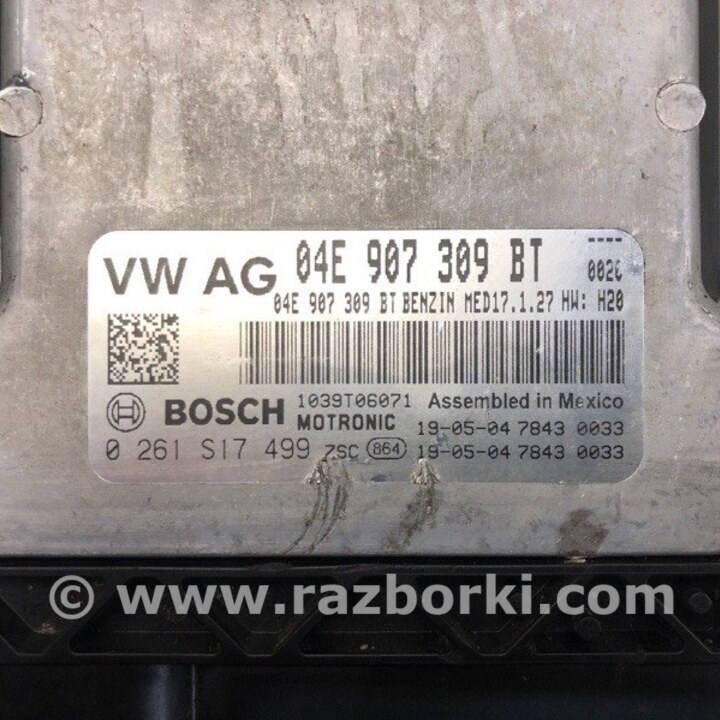 VW AG 04E 907 309 BT ----
04E 907 309 BT BENZIN MED17.1.27 HW: H20
BOSCH 1039T06071 Assembled in Mexico
MOTRONIC 19-05-04 7843 0033
0 261 S17 499 ZSC 864 19-05-04 7843 0033
© www.razborki.com